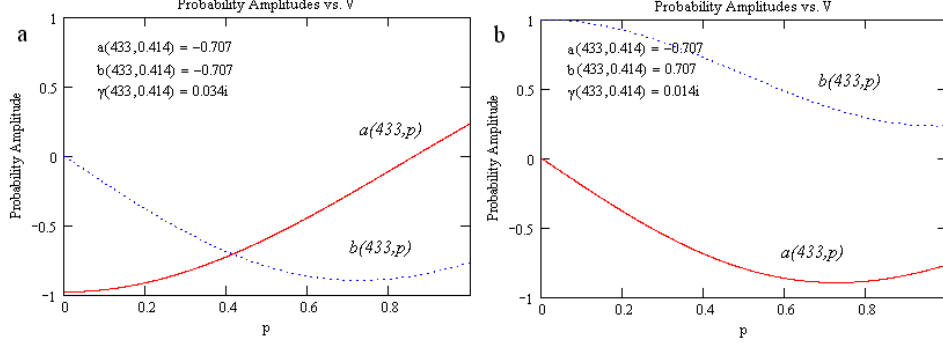 Probability Amplitudes vs. V
a
1
0.5
0
−0.5
−1
a(433,0.414) = −0.707
b(433,0.414) = −0.707
γ(433,0.414) = 0.034i
a(433,p)
b(433,p)
Probability Amplitude
0
0.2
0.4
0.6
0.8
p
Probability Amplitudes vs. V
b
1
0.5
0
−0.5
−1
a(433,0.414) = −0.707
b(433,0.414) = 0.707
γ(433,0.414) = 0.014i
b(433,p)
a(433,p)
Probability Amplitude
0
0.2
0.4
0.6
0.8
p